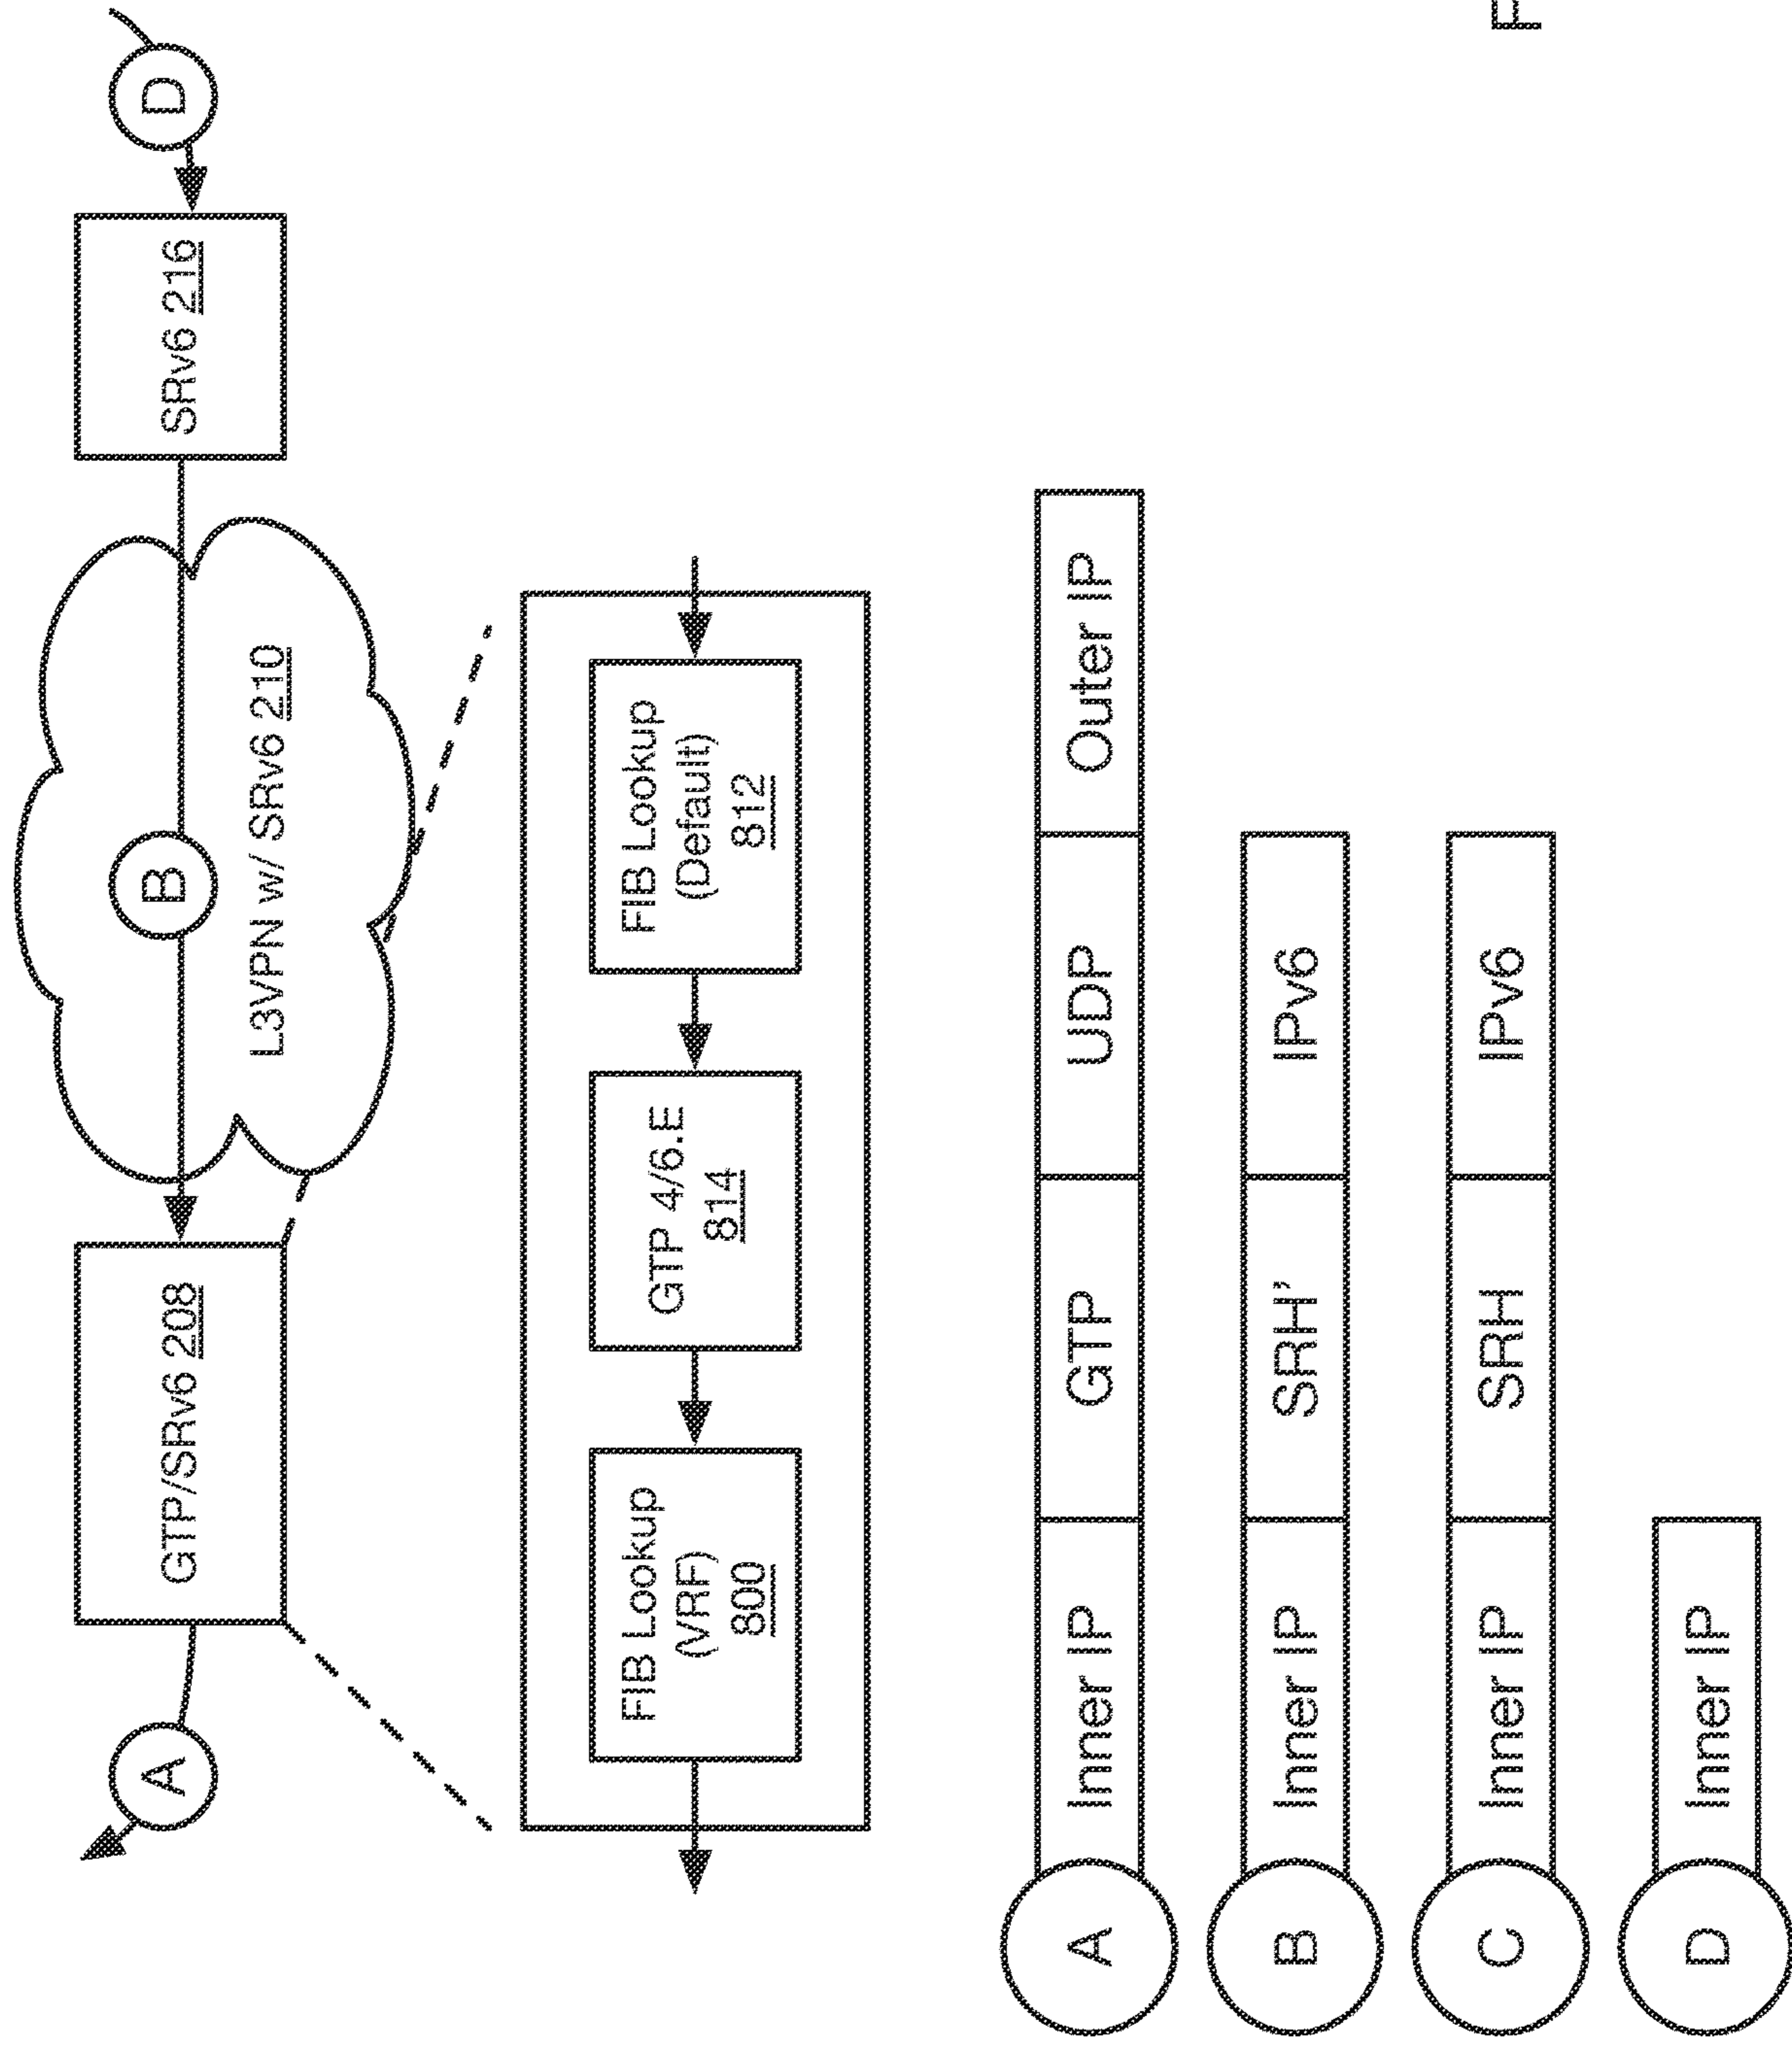 A
GTP/SRv6 208
B
L3VPN w/ SRv6 210
SRv6 216
D
FIB Lookup
(VRF)
800
GTP 4/6.E
814
FIB Lookup
(Default)
812
A
Inner IP
GTP
UDP
Outer IP
B
Inner IP
SRH'
IPv6
C
Inner IP
SRH
IPv6
D
Inner IP